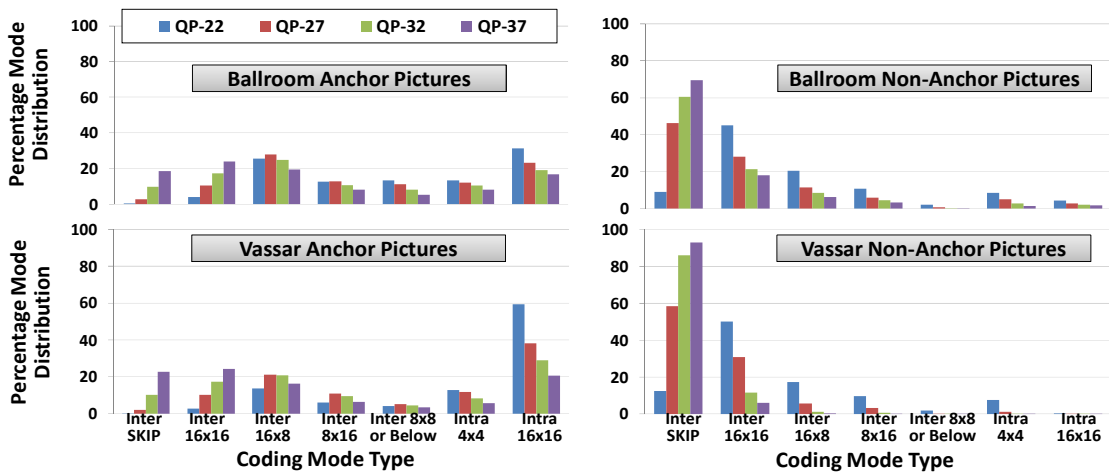 QP-22 QP-27 QP-32 QP-37
Percentage Mode
Distribution
100
80
60
40
20
0
Ballroom Anchor Pictures
100
80
60
40
20
0
Ballroom Non-Anchor Pictures
Percentage Mode
Distribution
100
80
60
40
20
0
Vassar Anchor Pictures
Inter Inter Inter Inter Inter 8x8 Intra Intra
SKIP 16x16 16x8 8x16 or Below 4x4 16x16
Coding Mode Type
100
80
60
40
20
0
Vassar Non-Anchor Pictures
Inter Inter Inter Inter Inter 8x8 Intra Intra
SKIP 16x16 16x8 8x16 or Below 4x4 16x16
Coding Mode Type